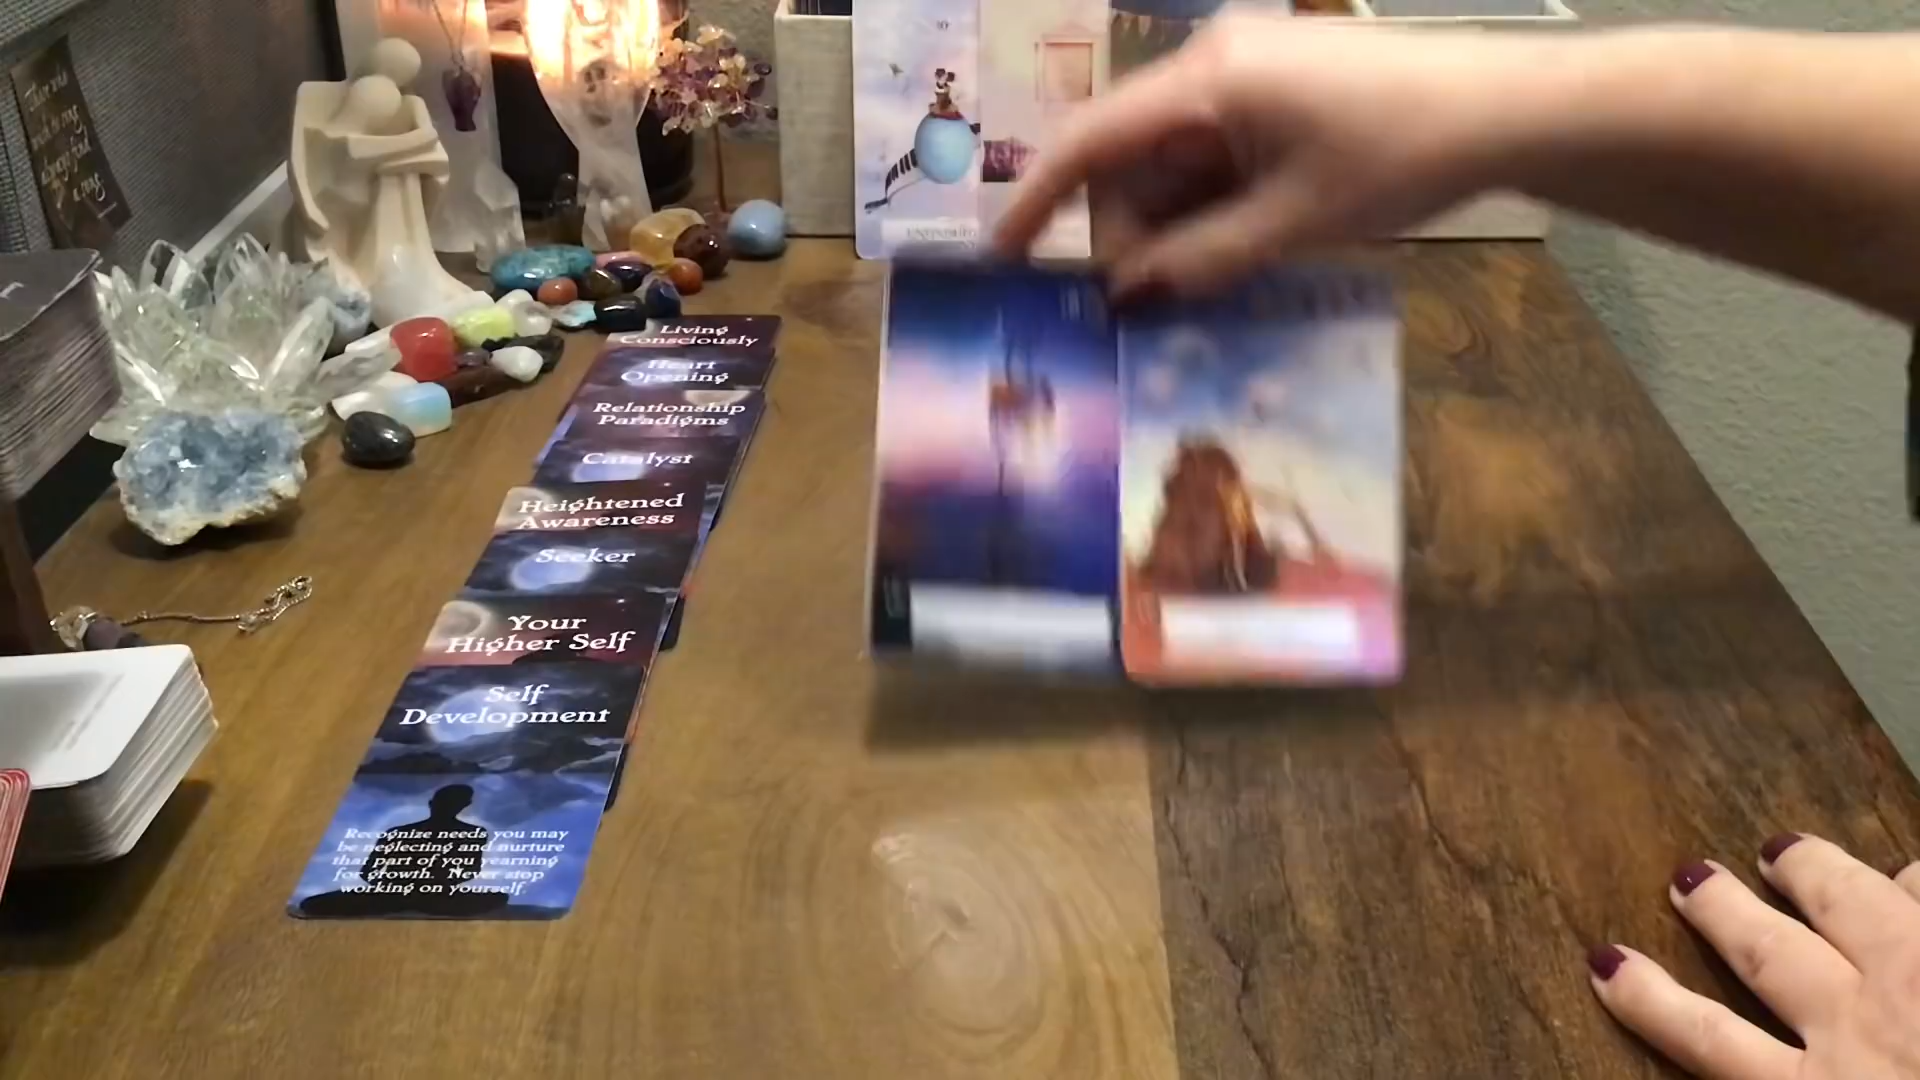 Living
Consciously
Heart
Opening
Relationship
Paradigms
Catalyst
Heightened
Awareness
Seeker
Your
Higher Self
Self
Development
Recognize needs you may
be neglecting and nurture
that part of you yearning
for growth. Never stop
working on yourself.